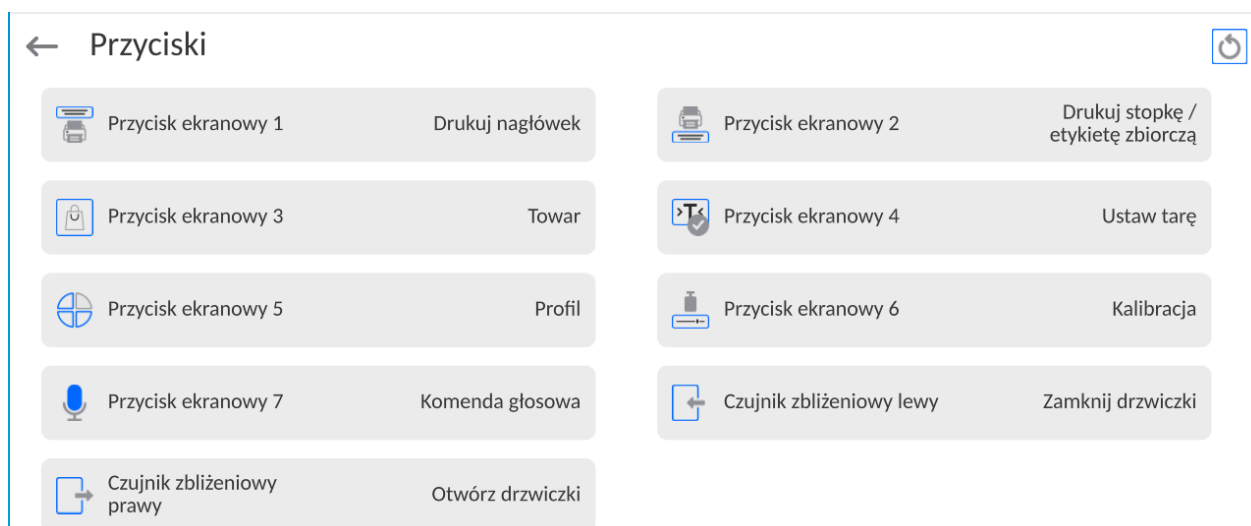 Przyciski
Przycisk ekranowy 1 Drukuj nagłówek
Przycisk ekranowy 2 Drukuj stopkę /
etykietę zbiorczą
Przycisk ekranowy 3 Towar
>T< Przycisk ekranowy 4 Ustaw tarę
Przycisk ekranowy 5 Profil
Przycisk ekranowy 6 Kalibracja
Przycisk ekranowy 7 Komenda głosowa
Czujnik zbliżeniowy lewy Zamknij drzwiczki
Czujnik zbliżeniowy
prawy Otwórz drzwiczki